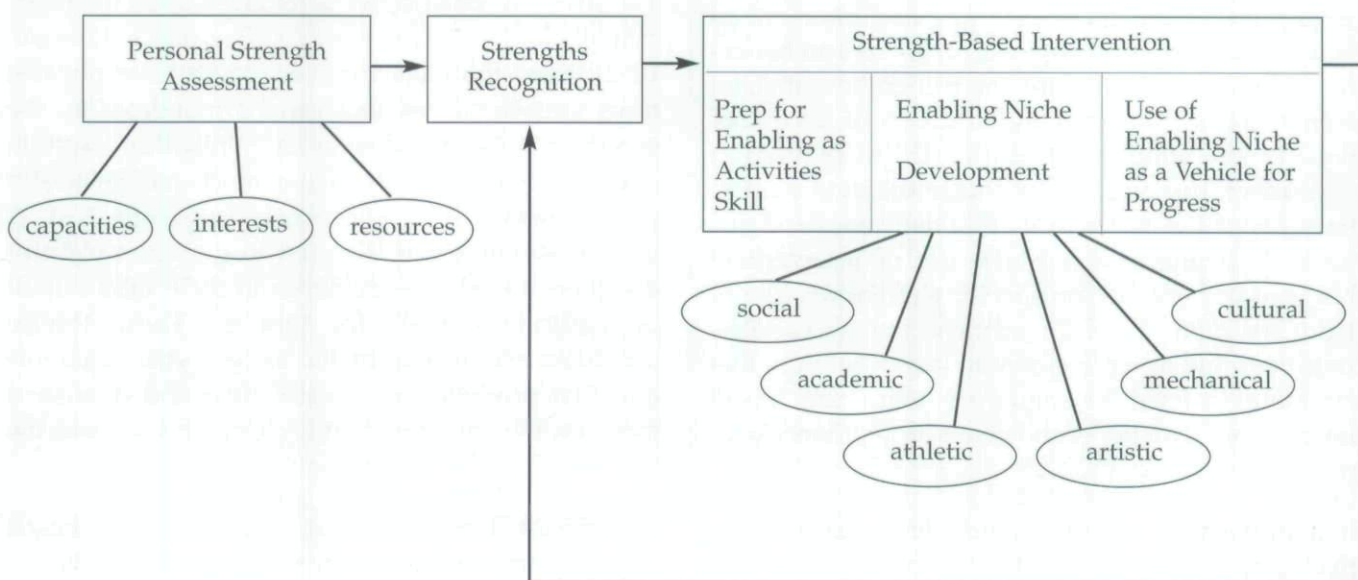 Personal Strength
Assessment
Strengths
Recognition
Strength-Based Intervention
Prep for
Enabling as
Activities
Skill
Enabling Niche
Development
Use of
Enabling Niche
as a Vehicle for
Progress
capacities
interests
resources
social
academic
athletic
artistic
mechanical
cultural